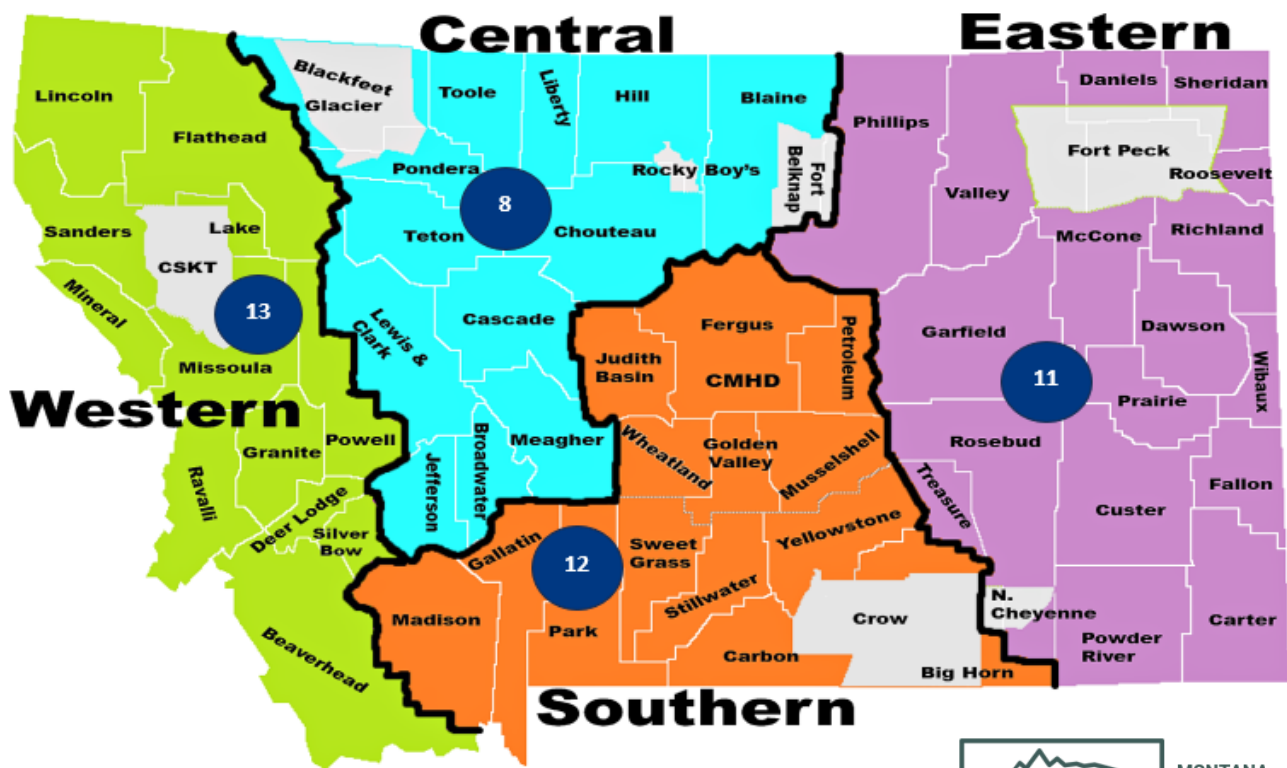 Central
Eastern
Blackfeet
Glacier
Toole
Liberty
Hill
Blaine
Daniels
Sheridan
Lincoln
Flathead
Phillips
Fort Peck
Roosevelt
Pondera
Rocky Boy's
Fort
Belknap
Valley
8
Sanders
Lake
Teton
Chouteau
McCone
Richland
CSKT
13
Mineral
Lewis &
Clark
Cascade
Fergus
Petroleum
Garfield
Dawson
Wibaux
Missoula
Judith
Basin
CMHD
11
Prairie
Western
Powell
Granite
Ravalli
Jefferson
Broadwater
Meagher
Wheatland
Golden
Valley
Musselshell
Rosebud
Treasure
Custer
Fallon
Deer Lodge
Silver
Bow
Gallatin
12
Sweet
Grass
Yellowstone
Stillwater
Madison
Park
Crow
N.
Cheyenne
Powder
River
Carter
Beaverhead
Carbon
Big Horn
Southern
MONTANA